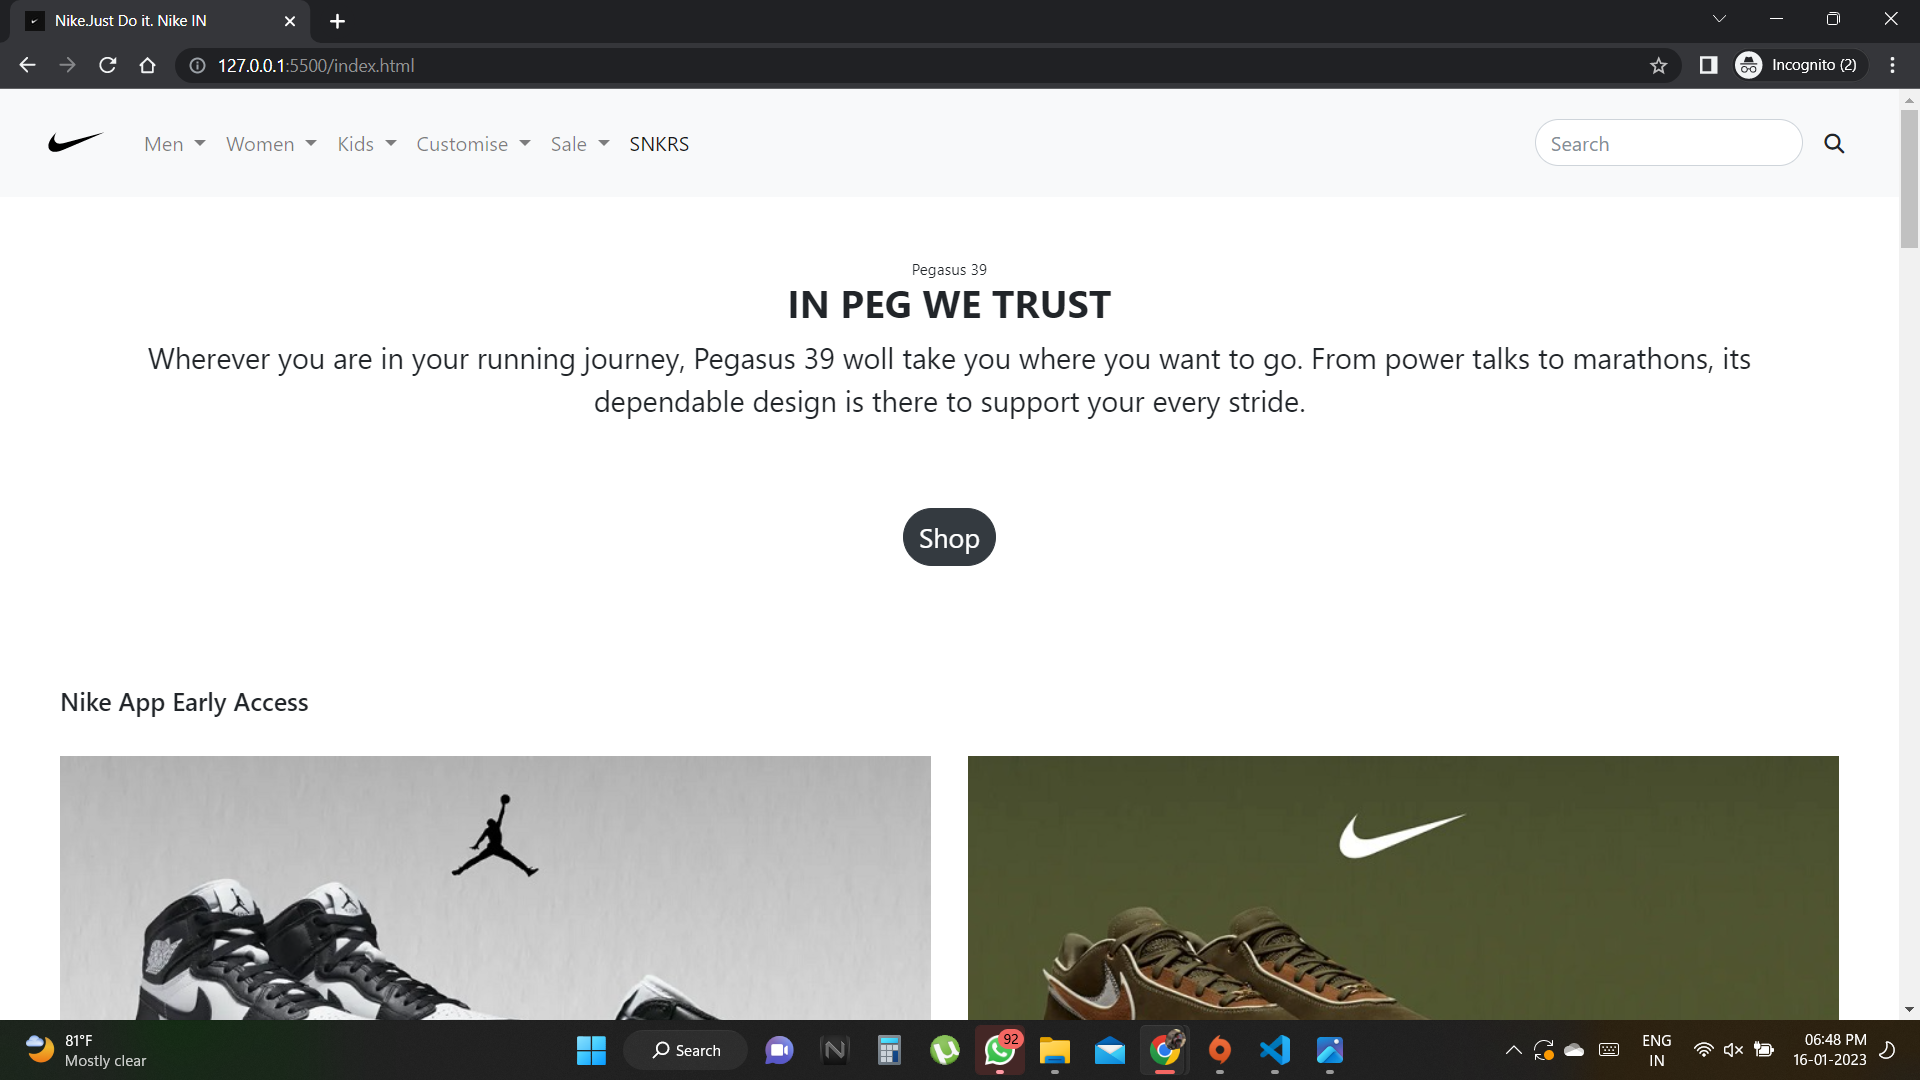 NikeJust Do it. Nike IN
127.0.0.1:5500/index.html
Incognito (2)
Men Women Kids Customise Sale SNKRS
Search
Pegasus 39
IN PEG WE TRUST
Wherever you are in your running journey, Pegasus 39 woll take you where you want to go. From power talks to marathons, its
dependable design is there to support your every stride.
Shop
Nike App Early Access
81°F
Mostly clear
Search
92
ENG
IN
06:48 PM
16-01-2023